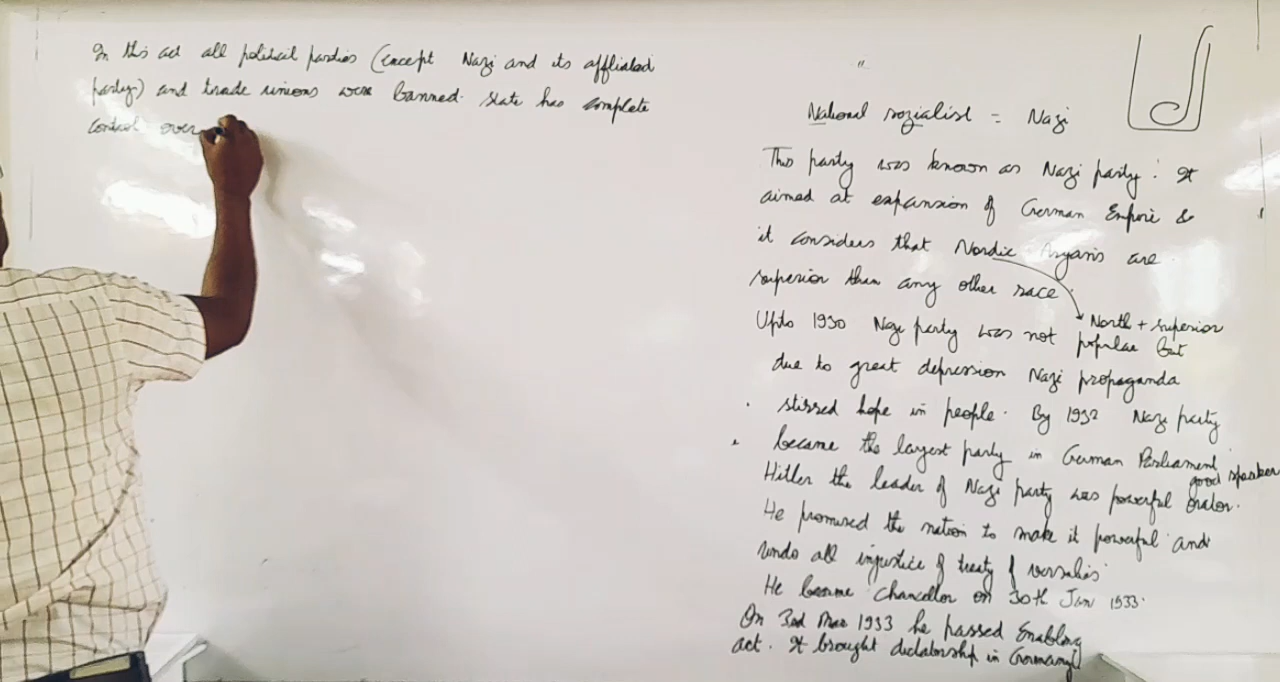 In this act all political parties (except Nazi and its affliated
party) and trade unions were banned. State has complete
control over
National sozialist = Nazi
This party was known as Nazi party. It
aimed at expansion of German Empire &
it considers that Nordic Aryans are
superior than any other race.
North + superior
Upto 1930 Nazi party was not popular but
due to great depression Nazi propaganda
stirred hope in people. By 1932 Nazi party
became the largest party in German Parliament
good speaker
Hitler the leader of Nazi party was powerful orator.
He promised the nation to make it powerful and
undo all injustice of treaty of versalies
He became Chancellor on 30th Jan 1933.
On 3rd Mar 1933 he passed Enabling
act. It brought dictatorship in Germany